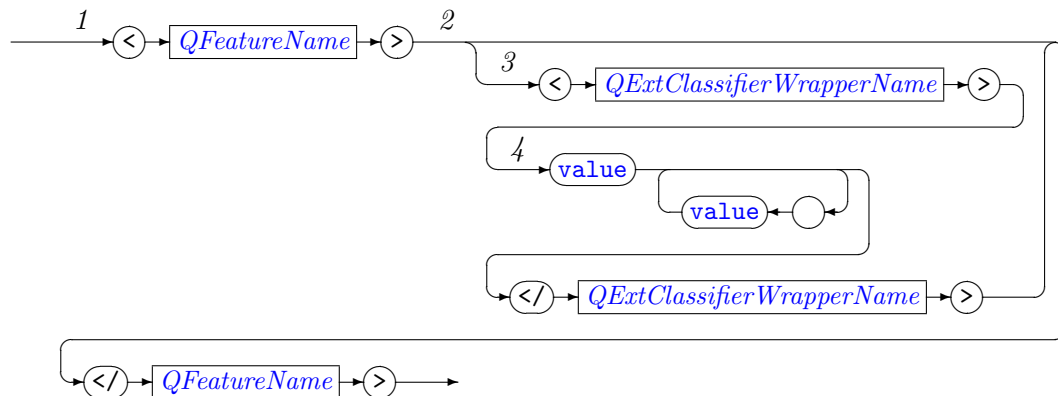 1 < QFeatureName > 2
3 < QExtClassifierWrapperName >
4 value
value
</ QExtClassifierWrapperName >
</ QFeatureName >